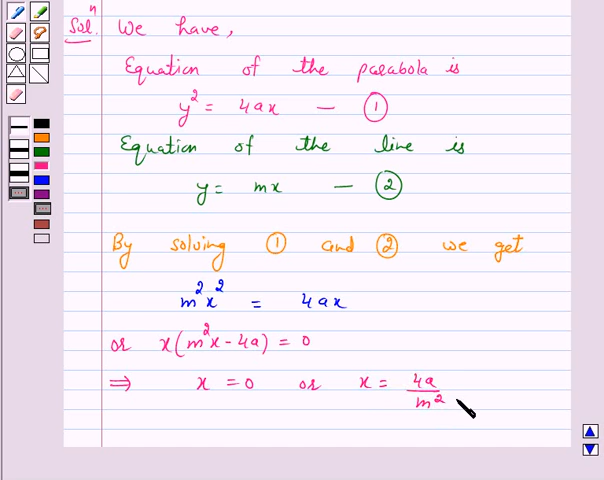 Solⁿ. We have,
Equation of the parabola is
y² = 4ax — ①
Equation of the line is
y = mx — ②
By solving ① and ② we get
m²x² = 4ax
or x(m²x - 4a) = 0
⇒ x = 0 or x = 4a/m²